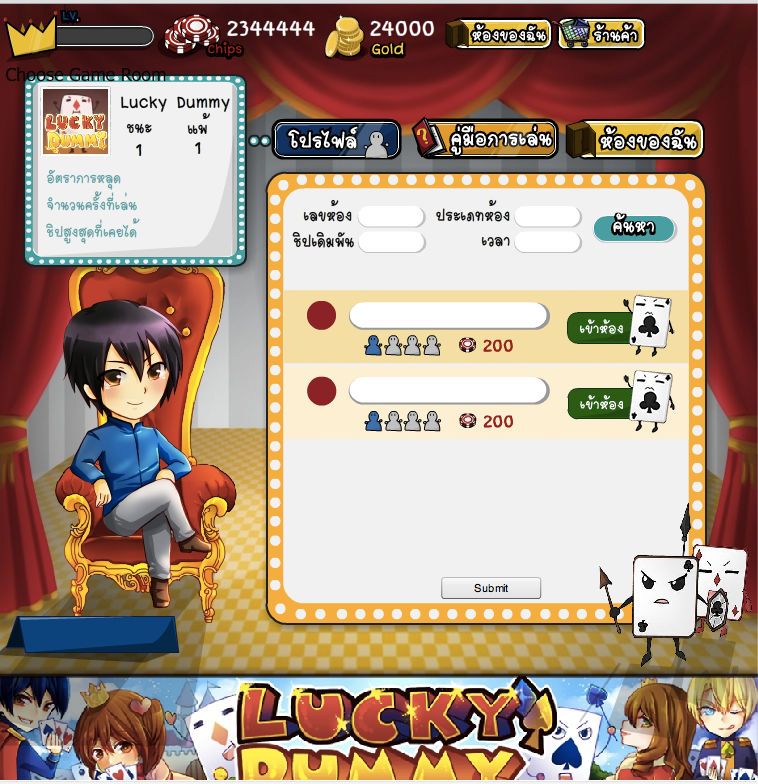 LV.
2344444
Chips
24000
Gold
ห้องของฉัน
ร้านค้า
Choose Game Room
LUCKY
DUMMY
Lucky Dummy
ชนะ แพ้
1 1
อัตราการหลุด
จำนวนครั้งที่เล่น
ชิปสูงสุดที่เคยได้
โปรไฟล์
?
คู่มือการเล่น
ห้องของฉัน
เลขห้อง ประเภทห้อง
ชิปเดิมพัน เวลา
ค้นหา
200
เข้าห้อง
200
เข้าห้อง
Submit
LUCKY
DUMMY